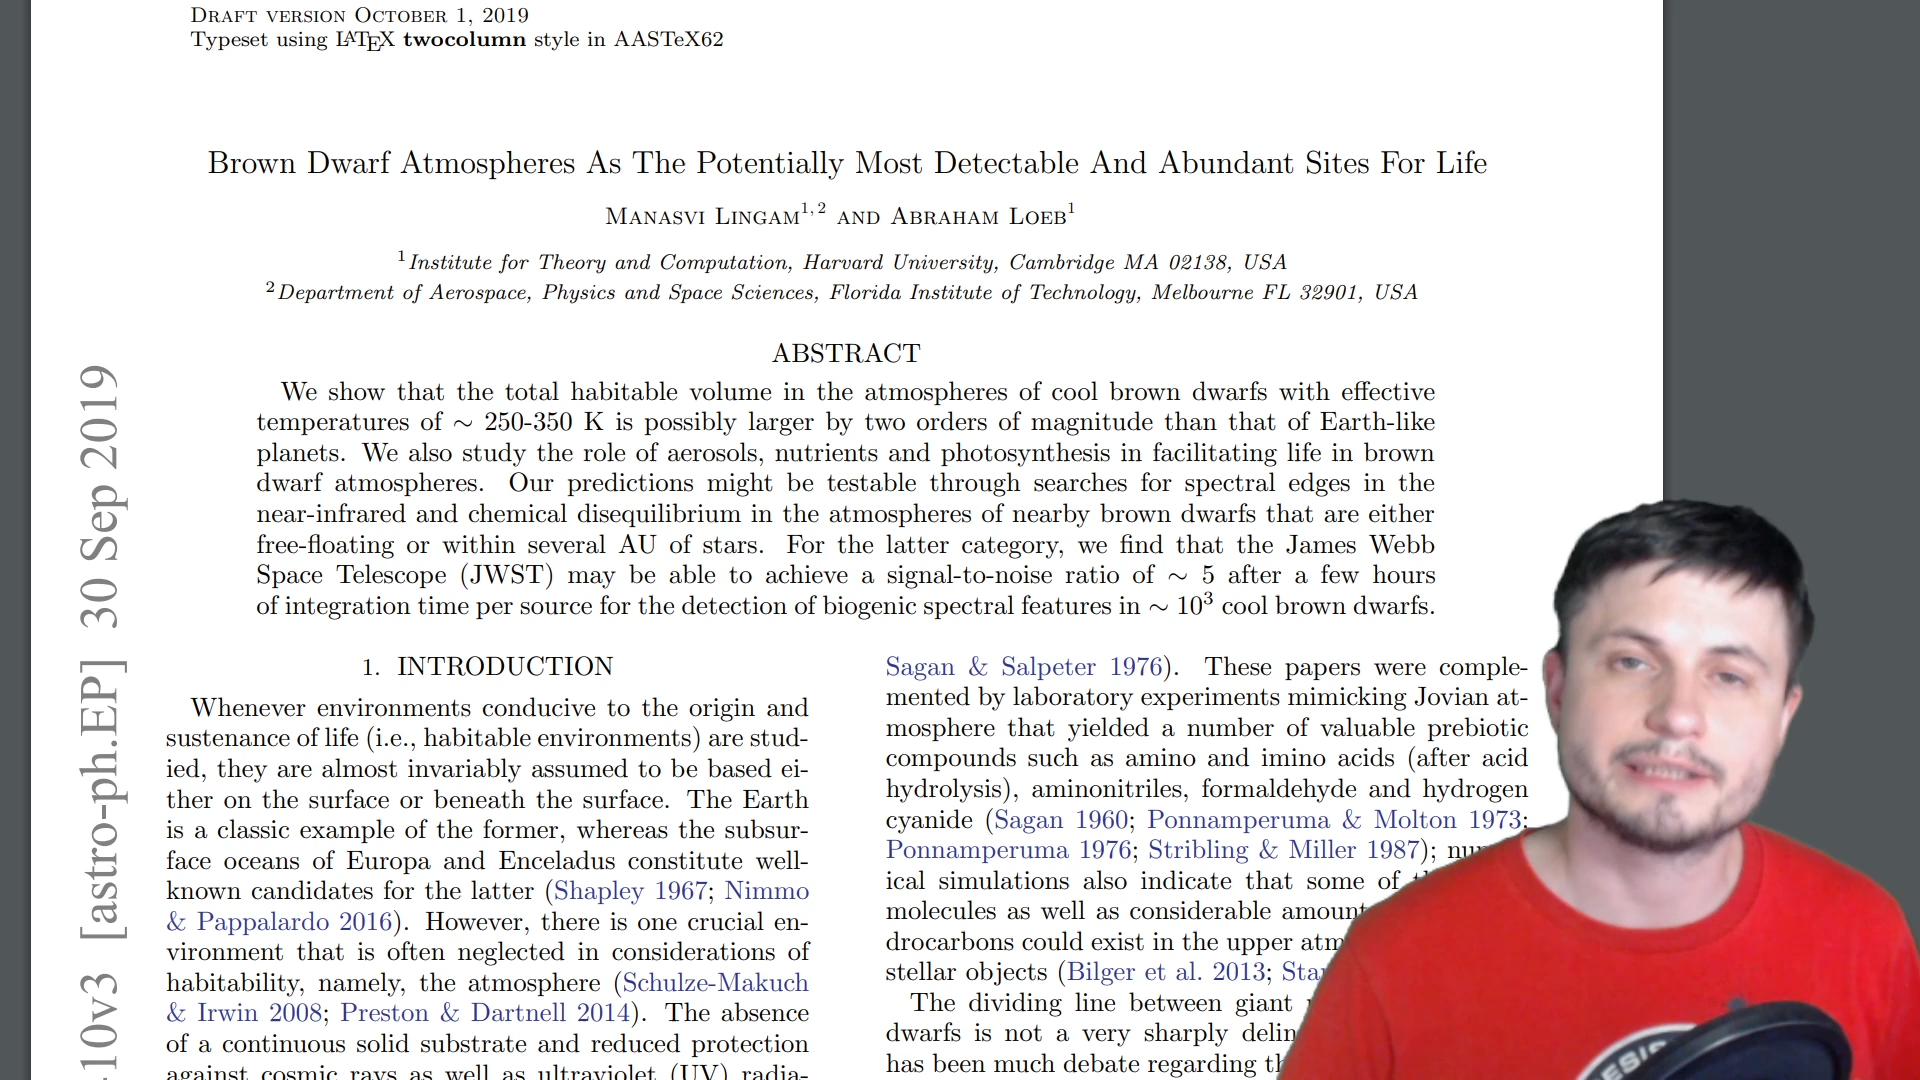 DRAFT VERSION OCTOBER 1, 2019
Typeset using LATEX twocolumn style in AASTeX62
Brown Dwarf Atmospheres As The Potentially Most Detectable And Abundant Sites For Life
MANASVI LINGAM1,2 AND ABRAHAM LOEB1
1Institute for Theory and Computation, Harvard University, Cambridge MA 02138, USA
2Department of Aerospace, Physics and Space Sciences, Florida Institute of Technology, Melbourne FL 32901, USA
ABSTRACT
We show that the total habitable volume in the atmospheres of cool brown dwarfs with effective
temperatures of ∼ 250-350 K is possibly larger by two orders of magnitude than that of Earth-like
planets. We also study the role of aerosols, nutrients and photosynthesis in facilitating life in brown
dwarf atmospheres. Our predictions might be testable through searches for spectral edges in the
near-infrared and chemical disequilibrium in the atmospheres of nearby brown dwarfs that are either
free-floating or within several AU of stars. For the latter category, we find that the James Webb
Space Telescope (JWST) may be able to achieve a signal-to-noise ratio of ∼ 5 after a few hours
of integration time per source for the detection of biogenic spectral features in ∼ 10³ cool brown dwarfs.
1. INTRODUCTION
Whenever environments conducive to the origin and
sustenance of life (i.e., habitable environments) are stud-
ied, they are almost invariably assumed to be based ei-
ther on the surface or beneath the surface. The Earth
is a classic example of the former, whereas the subsur-
face oceans of Europa and Enceladus constitute well-
known candidates for the latter (Shapley 1967; Nimmo
& Pappalardo 2016). However, there is one crucial en-
vironment that is often neglected in considerations of
habitability, namely, the atmosphere (Schulze-Makuch
& Irwin 2008; Preston & Dartnell 2014). The absence
of a continuous solid substrate and reduced protection
against cosmic rays as well as ultraviolet (UV) radia-
Sagan & Salpeter 1976). These papers were comple-
mented by laboratory experiments mimicking Jovian at-
mosphere that yielded a number of valuable prebiotic
compounds such as amino and imino acids (after acid
hydrolysis), aminonitriles, formaldehyde and hydrogen
cyanide (Sagan 1960; Ponnamperuma & Molton 1973;
Ponnamperuma 1976; Stribling & Miller 1987);
ical simulations also indicate that some of
molecules as well as considerable amount
drocarbons could exist in the upper
stellar objects (Bilger et al. 2013;
The dividing line between giant
dwarfs is not a very sharply
has been much debate regarding
10v3 [astro-ph.EP] 30 Sep 2019